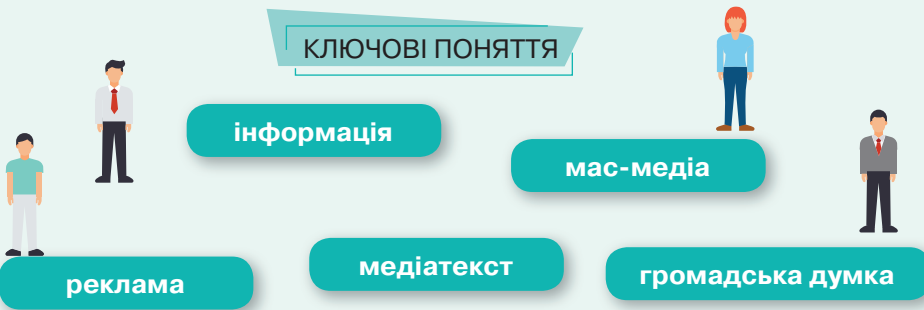 КЛЮЧОВІ ПОНЯТТЯ
інформація
мас-медіа
реклама
медіатекст
громадська думка